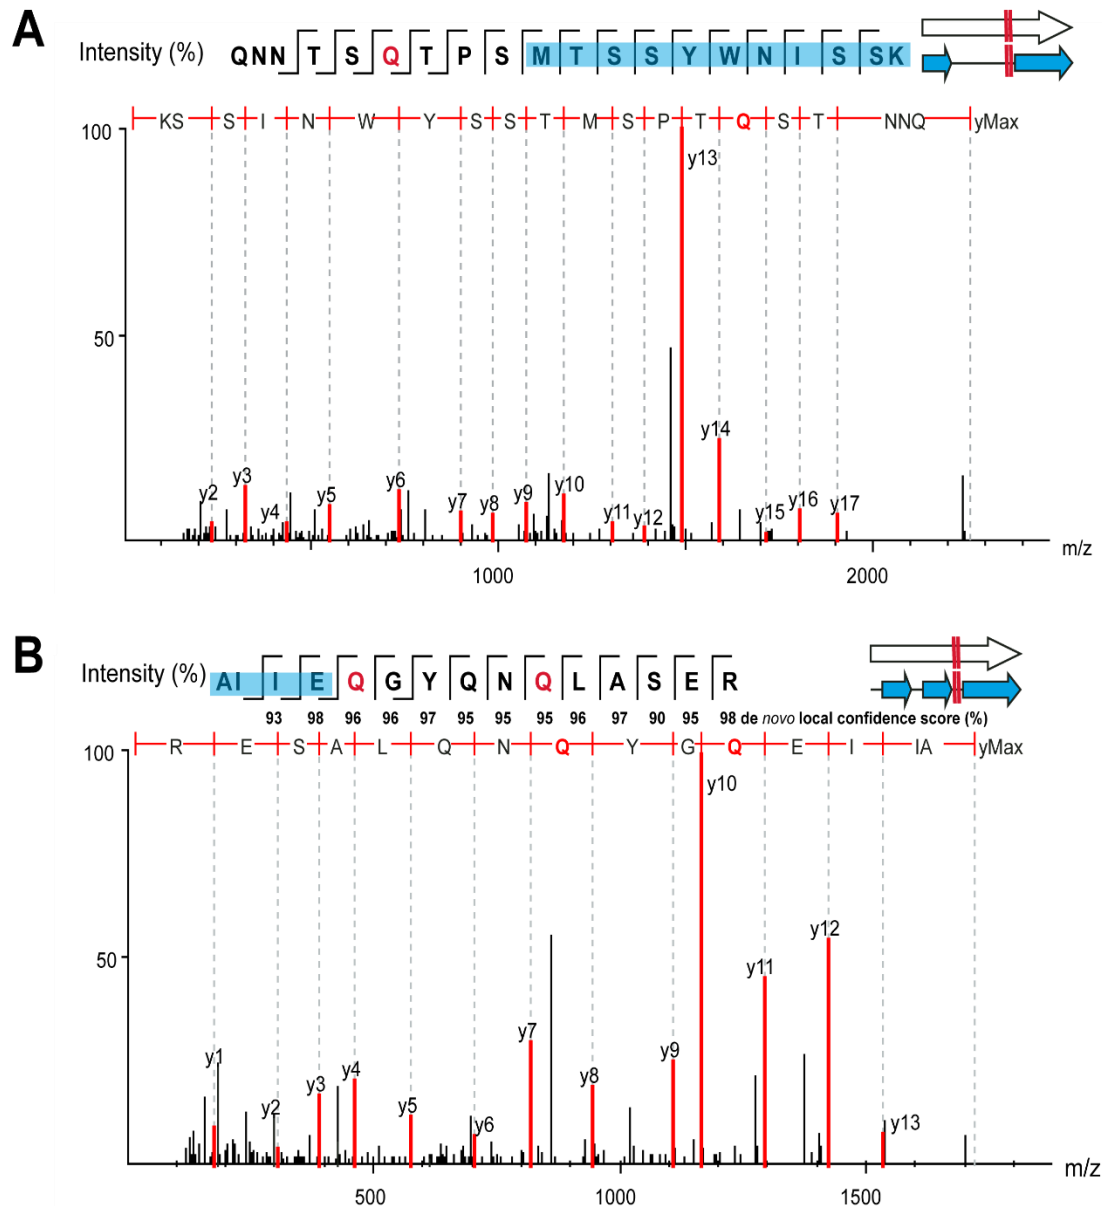 A
Intensity (%) QNN T S Q T P S M T S S Y W N I S SK
KS S I N W Y S S T M S P T Q S T NNQ yMax
100
y13
50
y14
y2 y3 y4 y5 y6 y7 y8 y9 y10 y11 y12 y15 y16 y17
m/z
1000 2000
B
Intensity (%) AI I E Q G Y Q N Q L A S E R
93 98 96 96 97 95 95 95 96 97 90 95 98 de novo local confidence score (%)
R E S A L Q N Q Y G Q E I IA yMax
100
y10
y12
50
y11
y7
y1 y2 y3 y4 y5 y6 y8 y9 y13
m/z
500 1000 1500